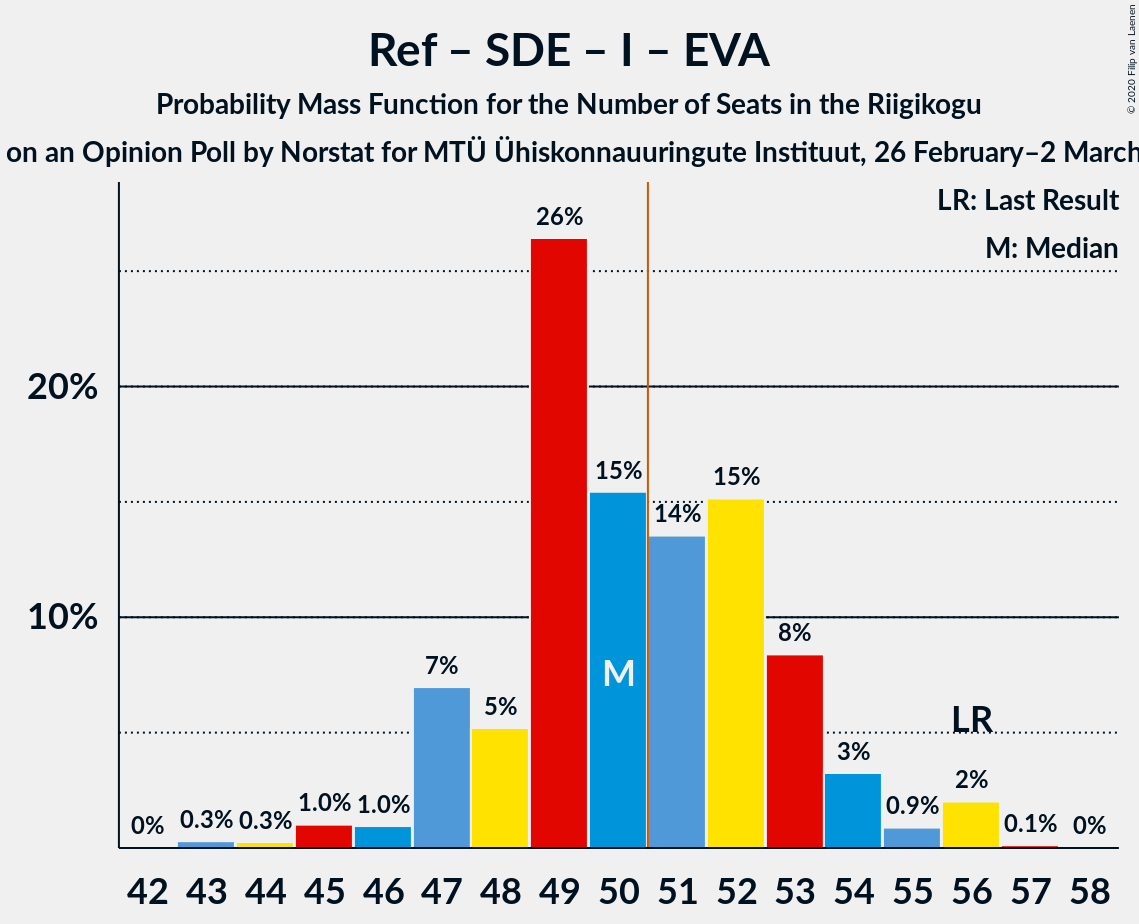 Ref – SDE – I – EVA
Probability Mass Function for the Number of Seats in the Riigikogu
on an Opinion Poll by Norstat for MTÜ Ühiskonnauuringute Instituut, 26 February–2 March
© 2020 Filip van Laenen
LR: Last Result
M: Median
26%
20%
15%
15%
14%
10%
8%
7%
5%
M
LR
3%
2%
1.0%
1.0%
0.9%
0%
0.3%
0.3%
0.1%
0%
42 43 44 45 46 47 48 49 50 51 52 53 54 55 56 57 58